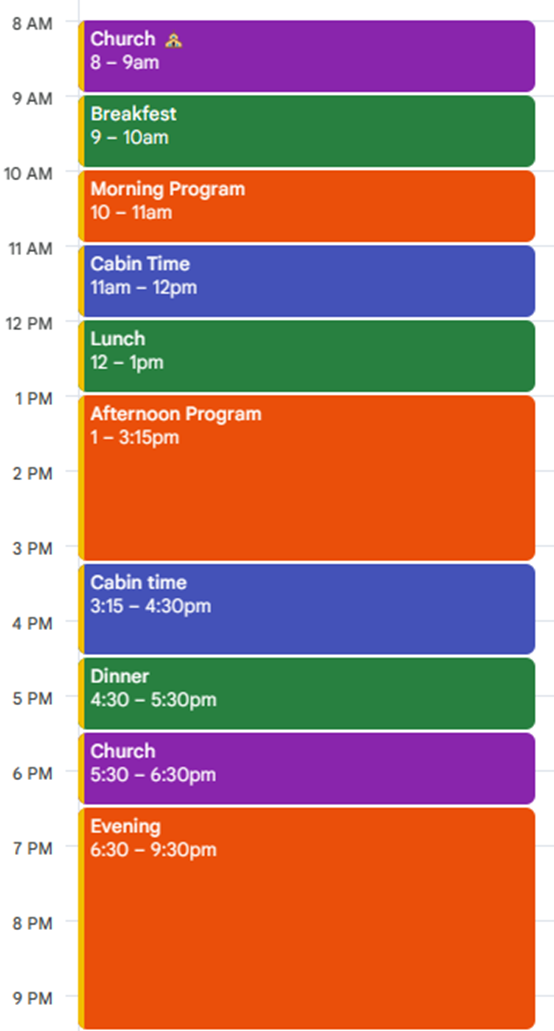 8 AM
Church ⛪
8 – 9am
9 AM
Breakfest
9 – 10am
10 AM
Morning Program
10 – 11am
11 AM
Cabin Time
11am – 12pm
12 PM
Lunch
12 – 1pm
1 PM
Afternoon Program
1 – 3:15pm
2 PM
3 PM
Cabin time
3:15 – 4:30pm
4 PM
Dinner
4:30 – 5:30pm
5 PM
Church
5:30 – 6:30pm
6 PM
Evening
6:30 – 9:30pm
7 PM
8 PM
9 PM